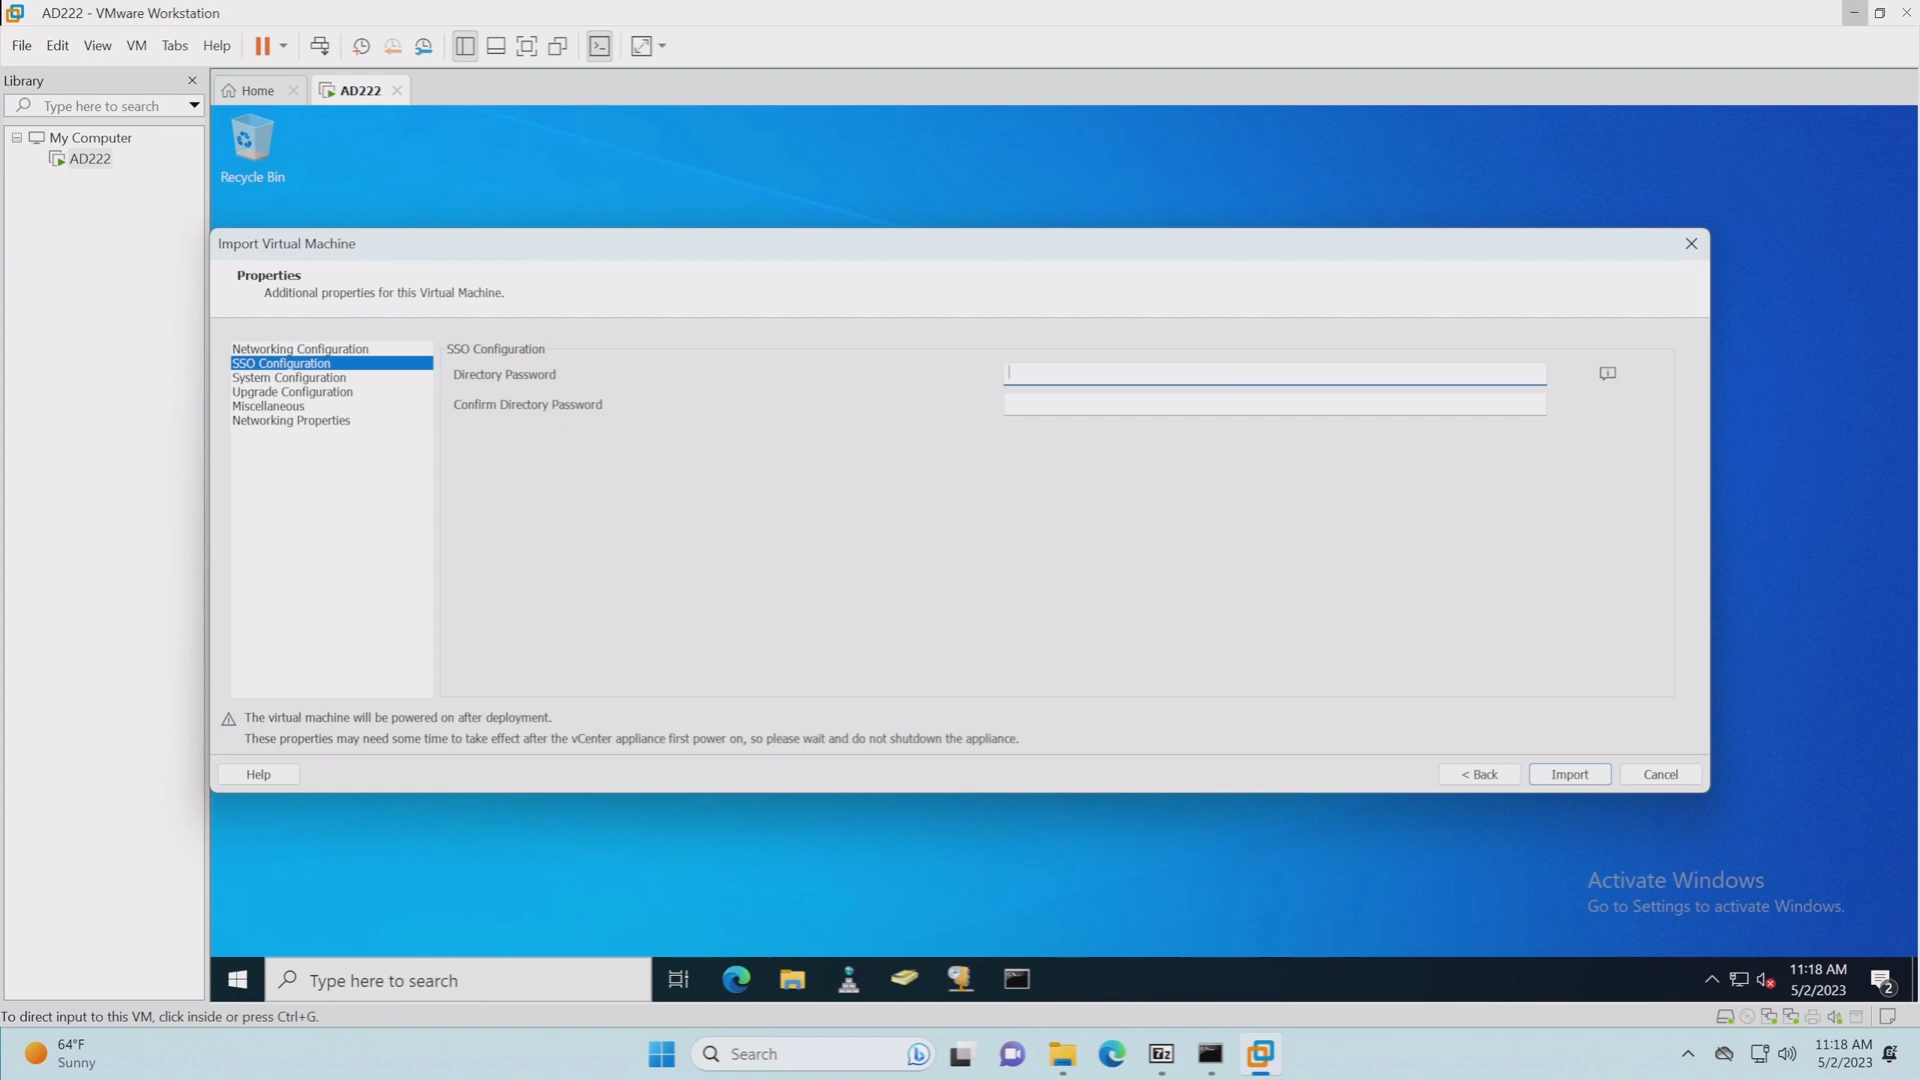 AD222 - VMware Workstation
File Edit View VM Tabs Help
Library
Type here to search
My Computer
AD222
Home
AD222
Recycle Bin
Import Virtual Machine
Properties
Additional properties for this Virtual Machine.
Networking Configuration
SSO Configuration
System Configuration
Upgrade Configuration
Miscellaneous
Networking Properties
SSO Configuration
Directory Password
Confirm Directory Password
The virtual machine will be powered on after deployment.
These properties may need some time to take effect after the vCenter appliance first power on, so please wait and do not shutdown the appliance.
Help
< Back
Import
Cancel
Activate Windows
Go to Settings to activate Windows.
Type here to search
11:18 AM
5/2/2023
2
To direct input to this VM, click inside or press Ctrl+G.
64°F
Sunny
Search
7z
11:18 AM
5/2/2023